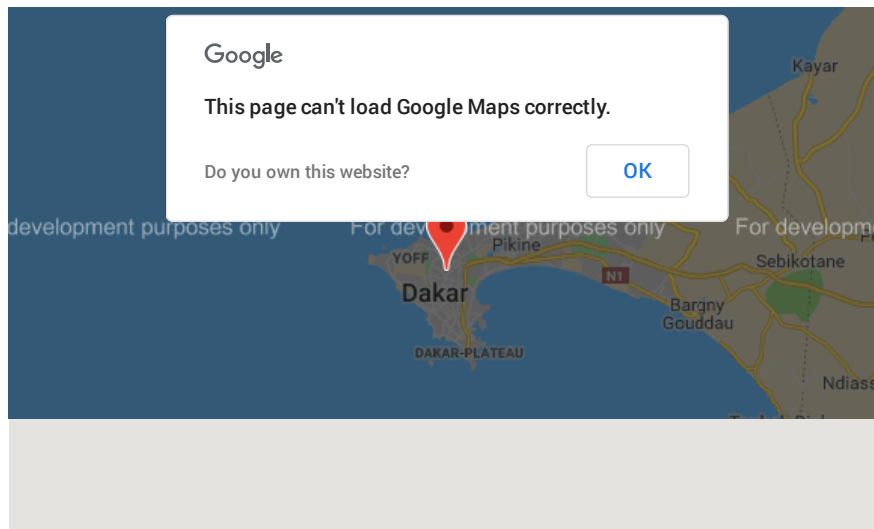 Google
This page can't load Google Maps correctly.
Do you own this website?
OK
Kayar
development purposes only
For development purposes only
For developm
Pikine
YOFF
Sebikotane
N1
Dakar
Bargny
Gouddau
DAKAR-PLATEAU
Ndiass